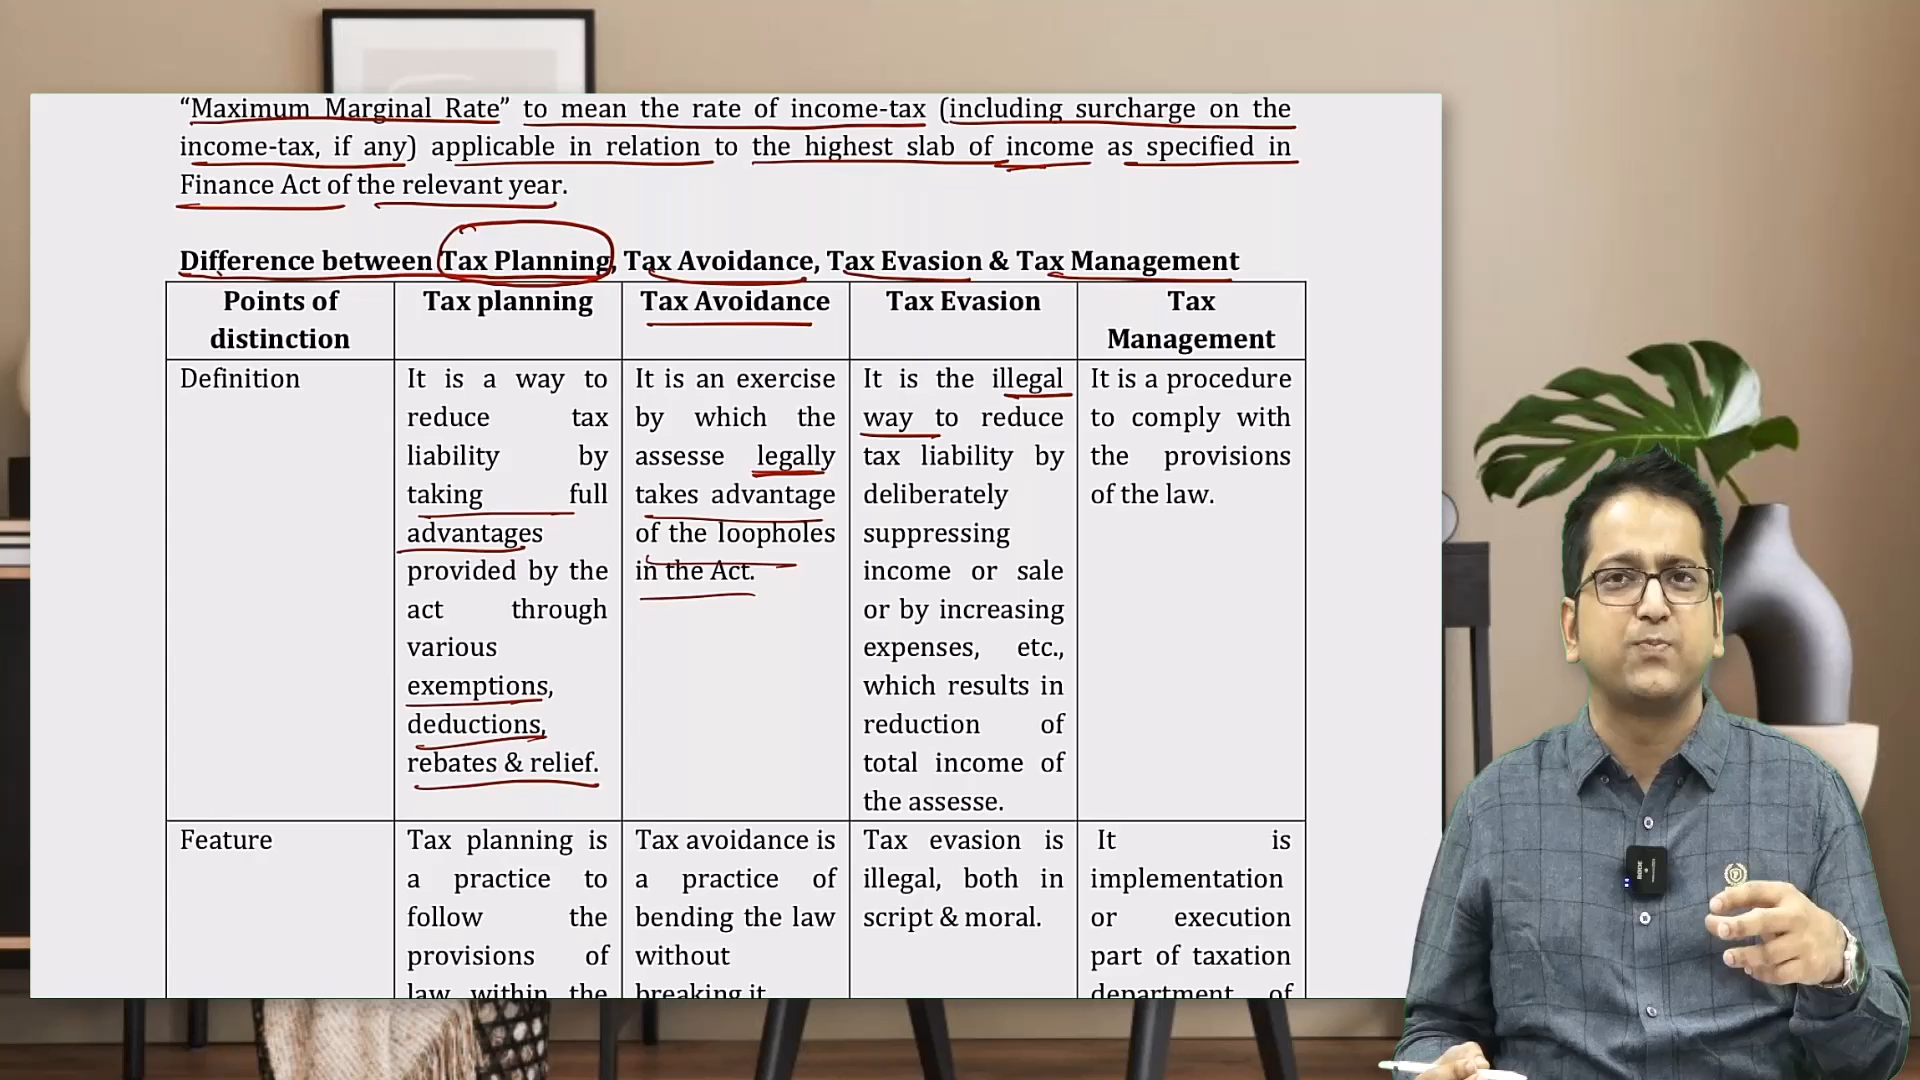 “Maximum Marginal Rate” to mean the rate of income-tax (including surcharge on the
income-tax, if any) applicable in relation to the highest slab of income as specified in
Finance Act of the relevant year.
Difference between Tax Planning, Tax Avoidance, Tax Evasion & Tax Management
Points of
distinction
Tax planning
Tax Avoidance
Tax Evasion
Tax
Management
Definition
It is a way to
reduce tax
liability by
taking full
advantages
provided by the
act through
various
exemptions,
deductions,
rebates & relief.
It is an exercise
by which the
assesse legally
takes advantage
of the loopholes
in the Act.
It is the illegal
way to reduce
tax liability by
deliberately
suppressing
income or sale
or by increasing
expenses, etc.,
which results in
reduction of
total income of
the assesse.
It is a procedure
to comply with
the provisions
of the law.
Feature
Tax planning is
a practice to
follow the
provisions of
law within the
Tax avoidance is
a practice of
bending the law
without
breaking it
Tax evasion is
illegal, both in
script & moral.
It is
implementation
or execution
part of taxation
department of
RODE